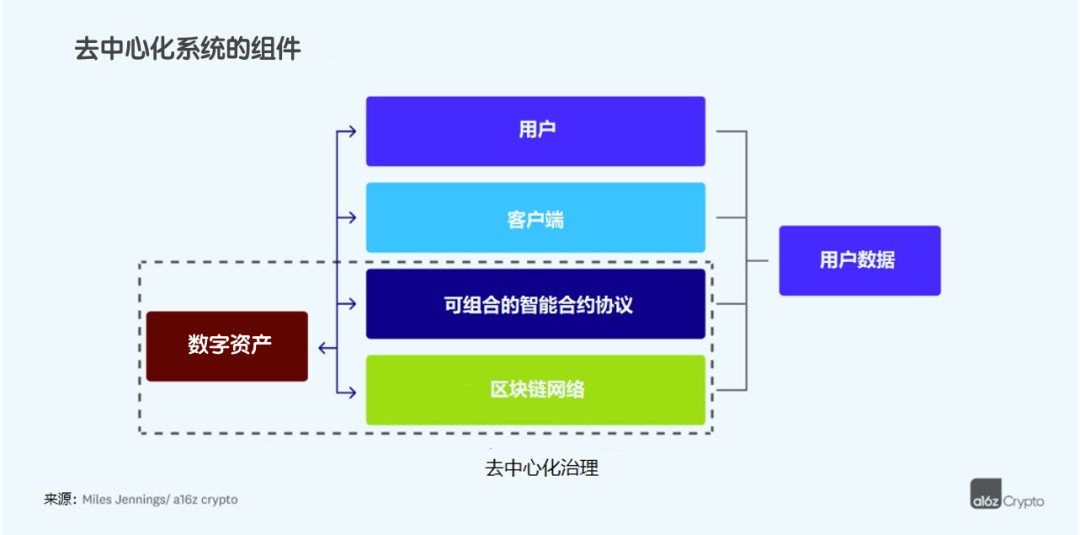 去中心化系统的组件
用户
客户端
用户数据
可组合的智能合约协议
数字资产
区块链网络
去中心化治理
来源：Miles Jennings/ a16z crypto
a16z Crypto